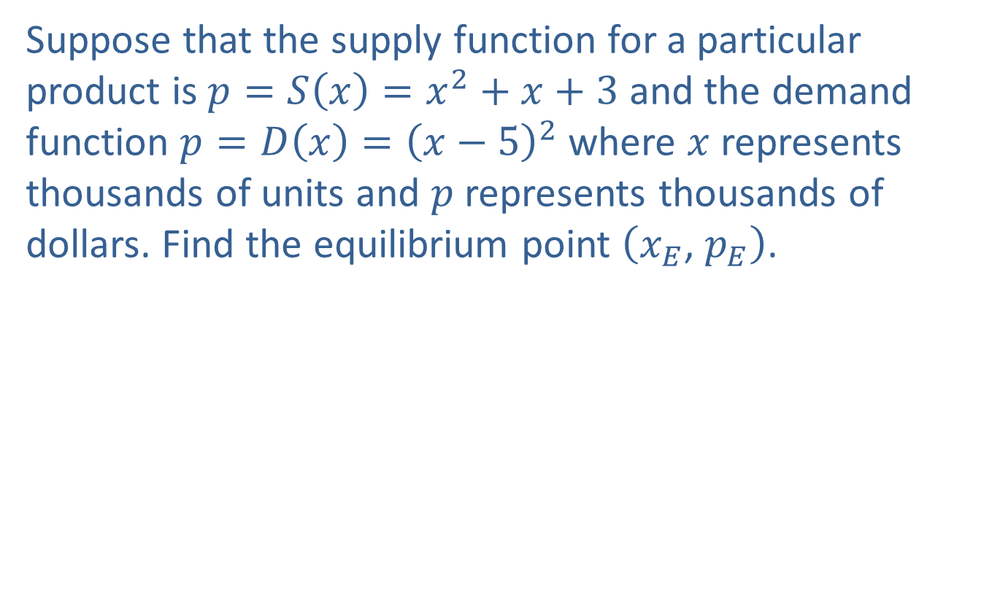 Suppose that the supply function for a particular
product is 𝑝 = 𝑆(𝑥) = 𝑥² + 𝑥 + 3 and the demand
function 𝑝 = 𝐷(𝑥) = (𝑥 − 5)² where 𝑥 represents
thousands of units and 𝑝 represents thousands of
dollars. Find the equilibrium point (𝑥_E, 𝑝_E).